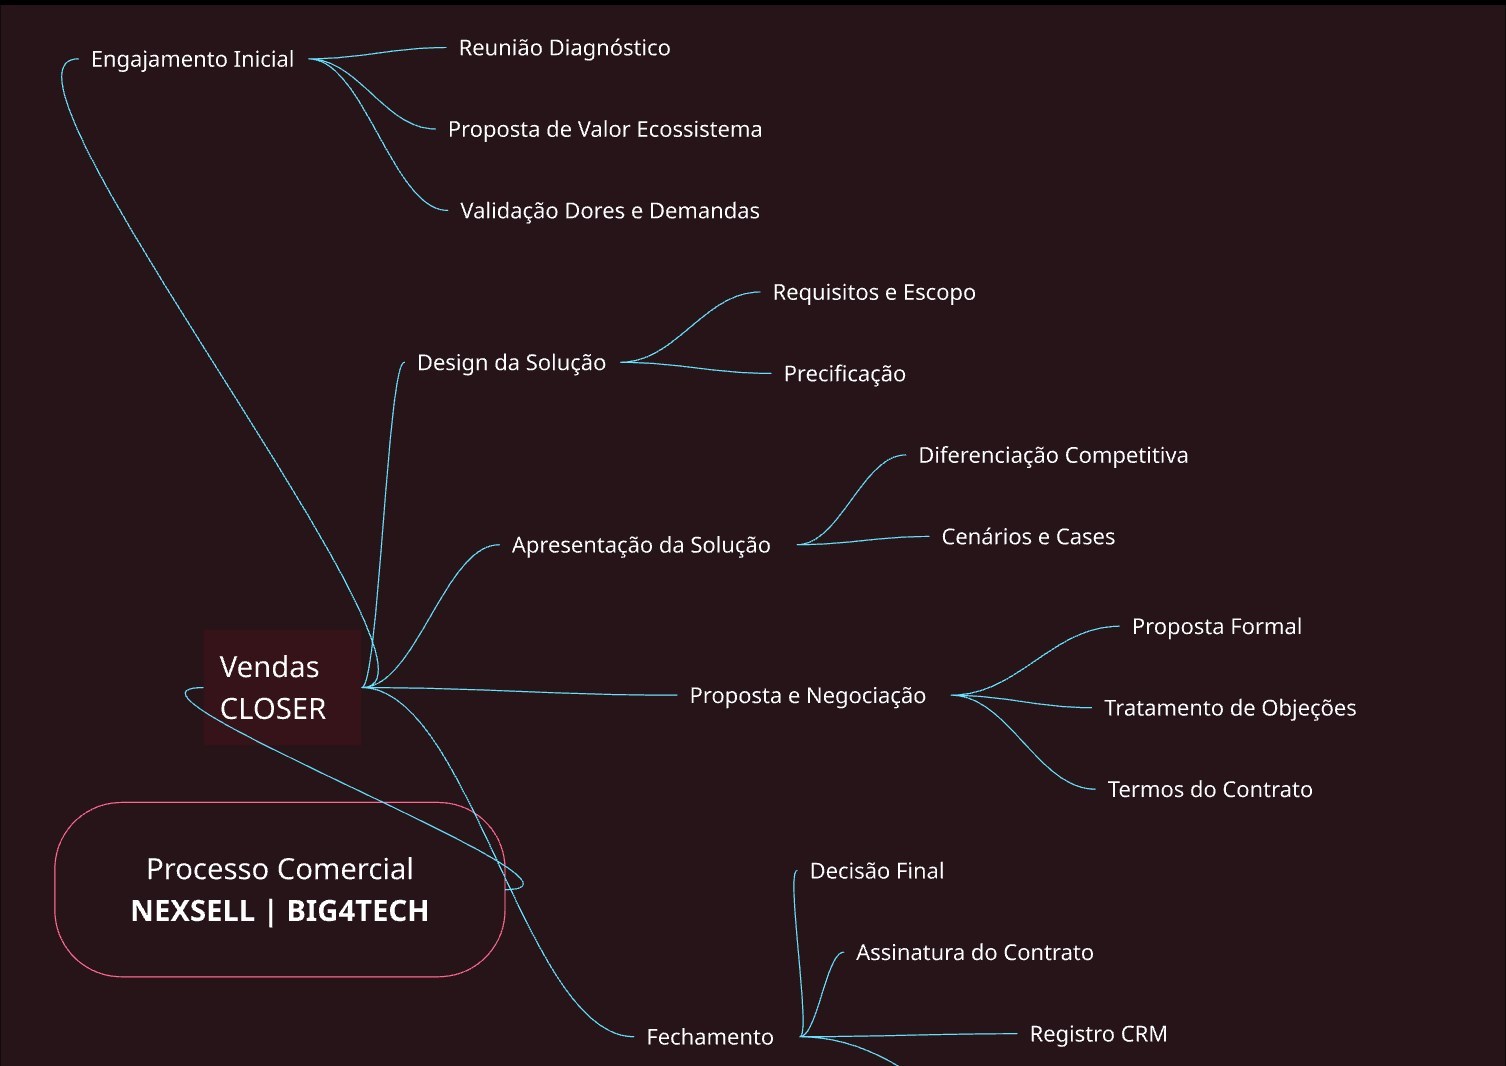 Engajamento Inicial
Reunião Diagnóstico
Proposta de Valor Ecossistema
Validação Dores e Demandas
Design da Solução
Requisitos e Escopo
Precificação
Apresentação da Solução
Diferenciação Competitiva
Cenários e Cases
Vendas
CLOSER
Proposta e Negociação
Proposta Formal
Tratamento de Objeções
Termos do Contrato
Processo Comercial
NEXSELL | BIG4TECH
Fechamento
Decisão Final
Assinatura do Contrato
Registro CRM